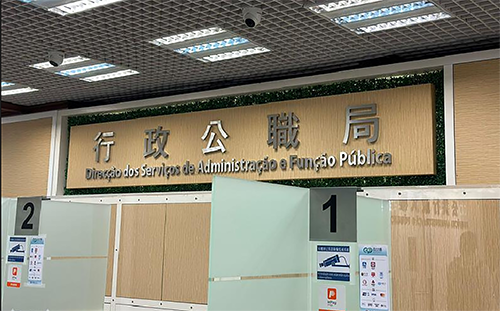 行政公職局
Direcção dos Serviços de Administração e Função Pública
2
1